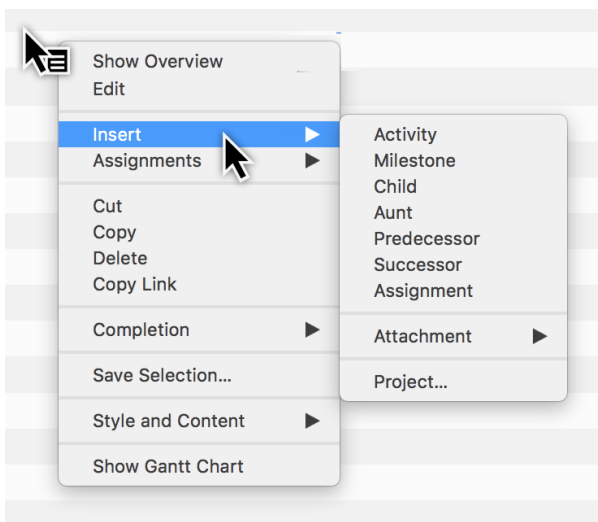 Show Overview
Edit
Insert
Assignments
Cut
Copy
Delete
Copy Link
Completion
Save Selection...
Style and Content
Show Gantt Chart
Activity
Milestone
Child
Aunt
Predecessor
Successor
Assignment
Attachment
Project...